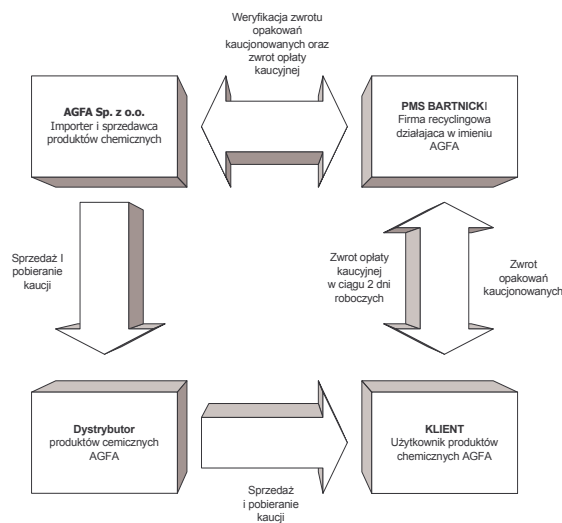 Weryfikacja zwrotu
opakowań
kaucjonowanych oraz
zwrot opłaty
kaucyjnej
AGFA Sp. z o.o.
Importer i sprzedawca
produktów chemicznych
PMS BARTNICKI
Firma recyclingowa
działajaca w imieniu
AGFA
Sprzedaż I
pobieranie
kaucji
Zwrot opłaty
kaucyjnej
w ciągu 2 dni
roboczych
Zwrot
opakowań
kaucjonowanych
Dystrybutor
produktów cemicznych
AGFA
KLIENT
Użytkownik produktów
chemicznych AGFA
Sprzedaż
i pobieranie
kaucji